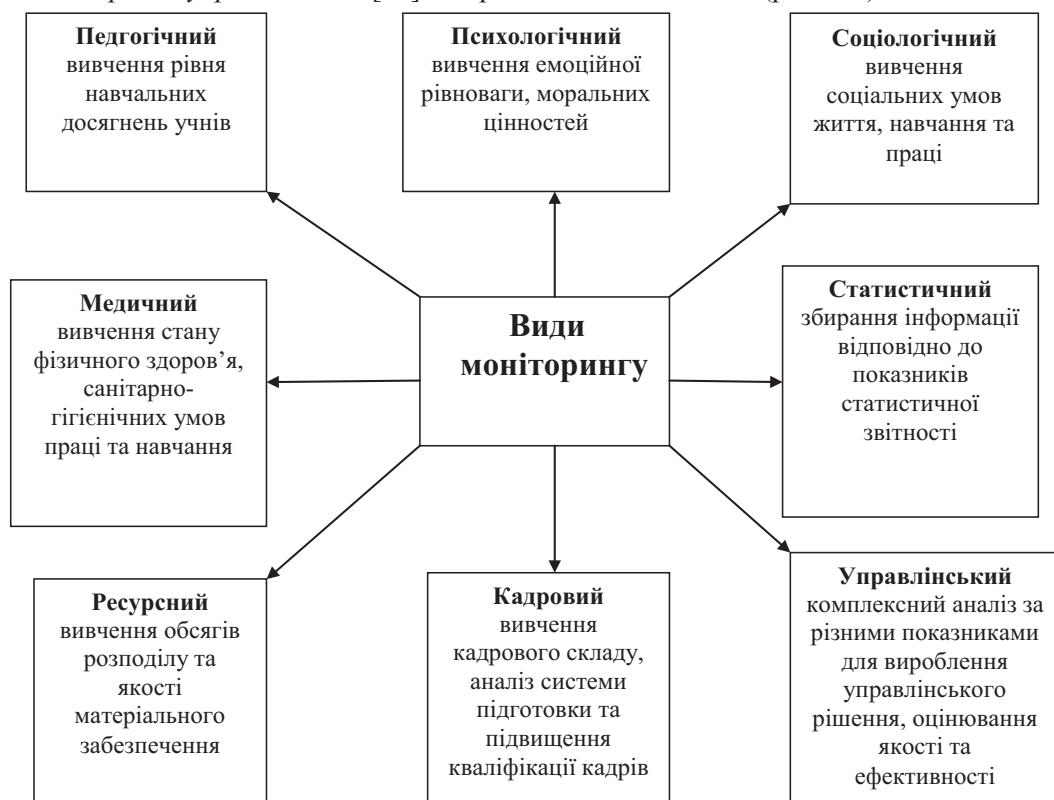 Педгогічний
вивчення рівня
навчальних
досягнень учнів
Психологічний
вивчення емоційної
рівноваги, моральних
цінностей
Соціологічний
вивчення
соціальних умов
життя, навчання та
праці
Медичний
вивчення стану
фізичного здоров’я,
санітарно-
гігієнічних умов
праці та навчання
Види
моніторингу
Статистичний
збирання інформації
відповідно до
показників
статистичної
звітності
Ресурсний
вивчення обсягів
розподілу та
якості
матеріального
забезпечення
Кадровий
вивчення
кадрового складу,
аналіз системи
підготовки та
підвищення
кваліфікації кадрів
Управлінський
комплексний аналіз за
різними показниками
для вироблення
управлінського
рішення, оцінювання
якості та
ефективності